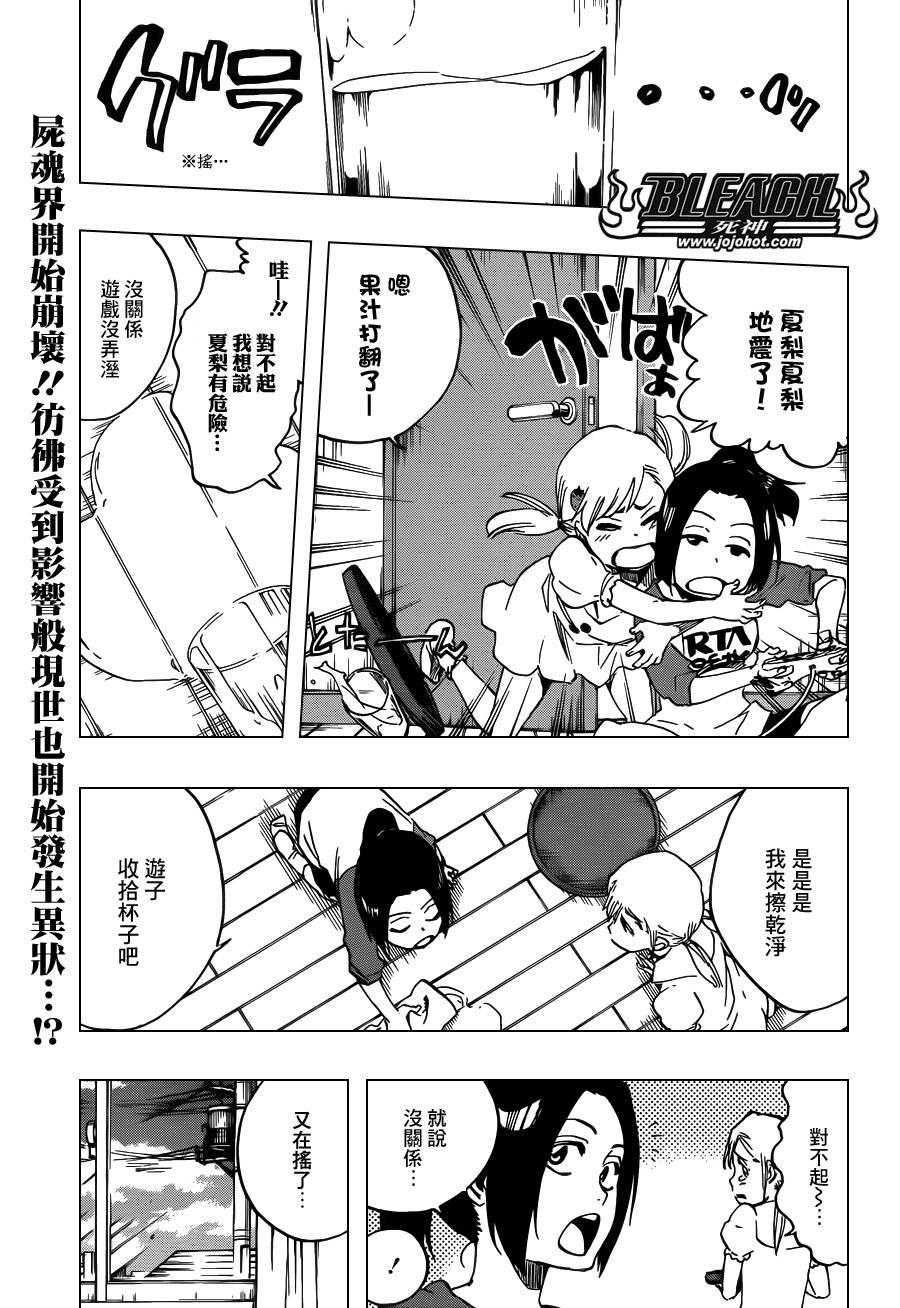 屍魂界開始崩壞!!彷彿受到影響般現世也開始發生異狀…!?
グラ
※搖…
BLEACH
死神
www.jojohot.com
夏梨夏梨
地震了!
がばぁ
嗯
果汁打翻了ー
哇ー!!
對不起
我想說
夏梨有危險…
沒關係
遊戲沒弄溼
RTA
是是是
我來擦乾淨
遊子
收拾杯子吧
對不起～…
就說
沒關係…
!
又在搖了…